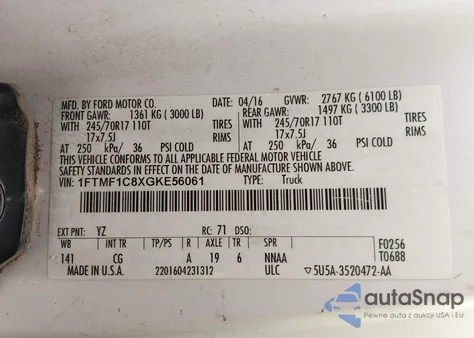 MFD. BY FORD MOTOR CO.
DATE: 04/16 GVWR: 2767 KG (6100 LB)
FRONT GAWR: 1361 KG (3000 LB) REAR GAWR: 1497 KG (3300 LB)
WITH 245/70R17 110T TIRES WITH 245/70R17 110T TIRES
17x7.5J RIMS 17x7.5J RIMS
AT 250 kPa/ 36 PSI COLD AT 250 kPa/ 36 PSI COLD
THIS VEHICLE CONFORMS TO ALL APPLICABLE FEDERAL MOTOR VEHICLE
SAFETY STANDARDS IN EFFECT ON THE DATE OF MANUFACTURE SHOWN ABOVE.
VIN: 1FTMF1C8XGKE56061 TYPE: Truck
EXT PNT: YZ RC: 71 DSO:
F0256
T0688
WB INT TR TP/PS R AXLE TR SPR
141 CG A 19 6 NNAA
MADE IN U.S.A. 2201604231312 ULC ▽5U5A-3520472-AA
autoSnap
Pewne auta z aukcji USA i EU